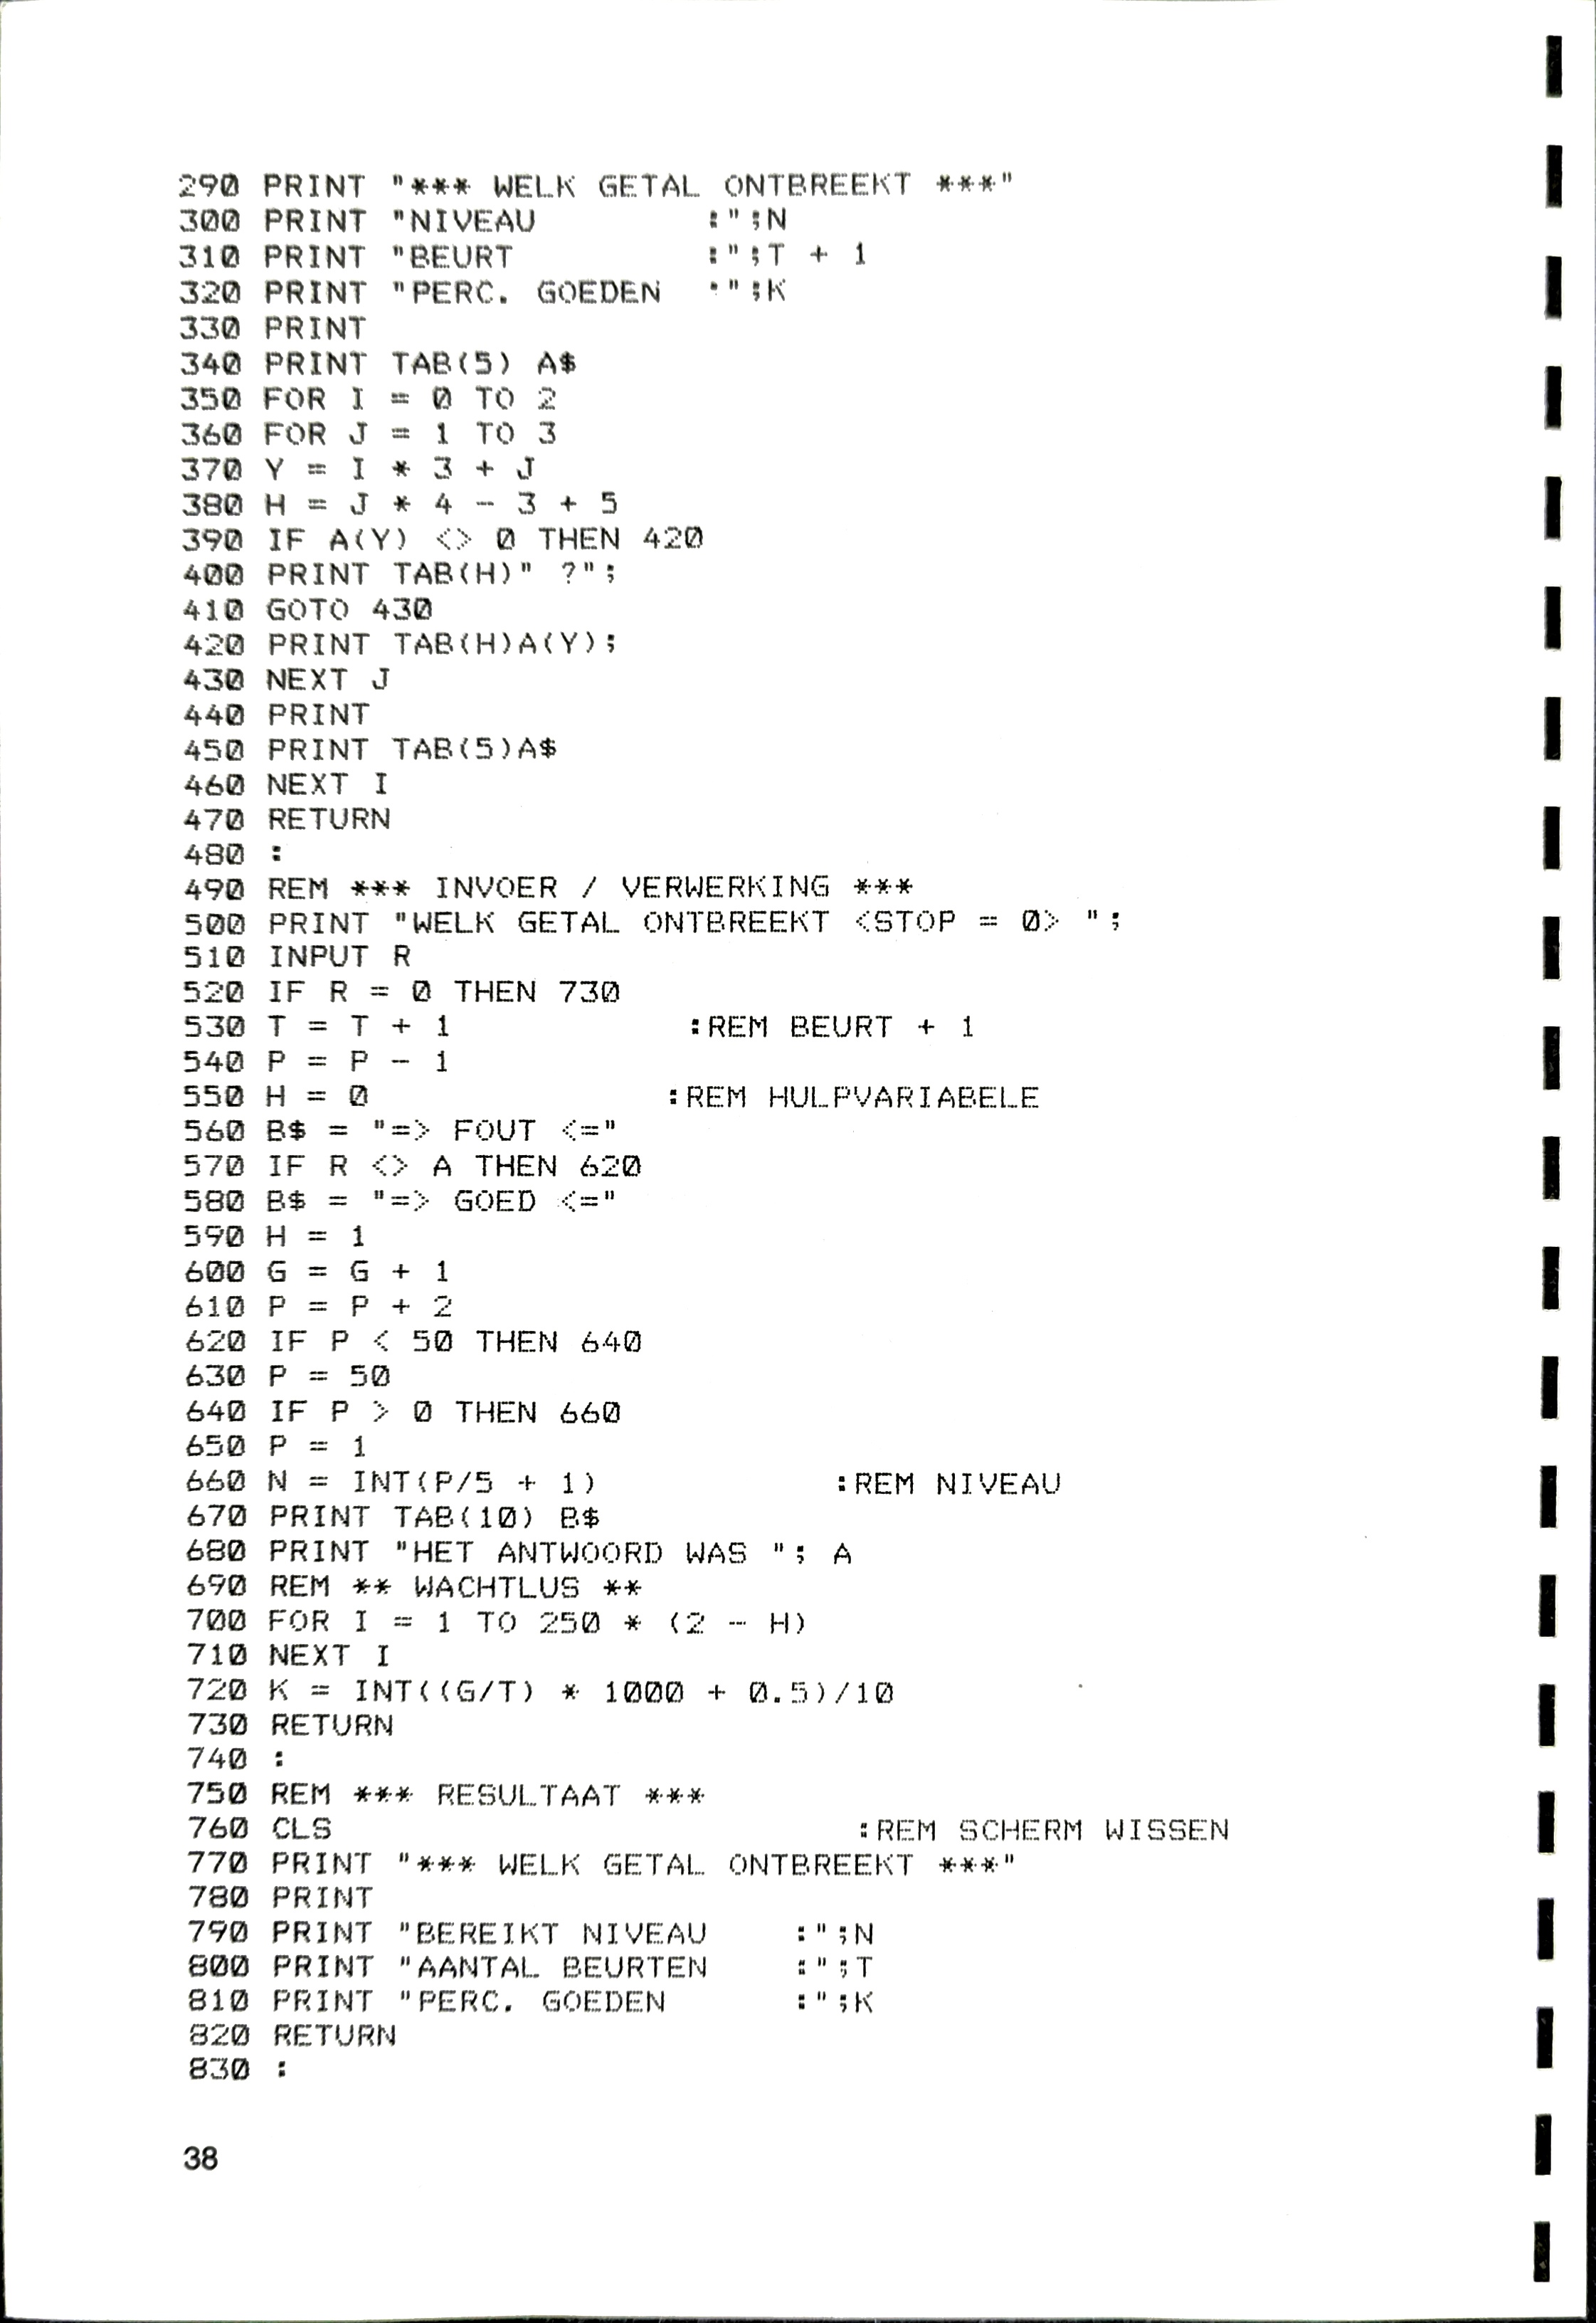 290 PRINT "*** WELK GETAL ONTBREEKT ***"
300 PRINT "NIVEAU        :";N
310 PRINT "BEURT         :";T + 1
320 PRINT "PERC. GOEDEN  :";K
330 PRINT
340 PRINT TAB(5) A$
350 FOR I = 0 TO 2
360 FOR J = 1 TO 3
370 Y = I * 3 + J
380 H = J * 4 - 3 + 5
390 IF A(Y) <> 0 THEN 420
400 PRINT TAB(H)" ?";
410 GOTO 430
420 PRINT TAB(H)A(Y);
430 NEXT J
440 PRINT
450 PRINT TAB(5)A$
460 NEXT I
470 RETURN
480 :
490 REM *** INVOER / VERWERKING ***
500 PRINT "WELK GETAL ONTBREEKT <STOP = 0> ";
510 INPUT R
520 IF R = 0 THEN 730
530 T = T + 1            :REM BEURT + 1
540 P = P - 1
550 H = 0               :REM HULPVARIABELE
560 B$ = "=> FOUT <="
570 IF R <> A THEN 620
580 B$ = "=> GOED <="
590 H = 1
600 G = G + 1
610 P = P + 2
620 IF P < 50 THEN 640
630 P = 50
640 IF P > 0 THEN 660
650 P = 1
660 N = INT(P/5 + 1)            :REM NIVEAU
670 PRINT TAB(10) B$
680 PRINT "HET ANTWOORD WAS "; A
690 REM ** WACHTLUS **
700 FOR I = 1 TO 250 * (2 - H)
710 NEXT I
720 K = INT((G/T) * 1000 + 0.5)/10
730 RETURN
740 :
750 REM *** RESULTAAT ***
760 CLS                          :REM SCHERM WISSEN
770 PRINT "*** WELK GETAL ONTBREEKT ***"
780 PRINT
790 PRINT "BEREIKT NIVEAU    :";N
800 PRINT "AANTAL BEURTEN    :";T
810 PRINT "PERC. GOEDEN      :";K
820 RETURN
830 :
38